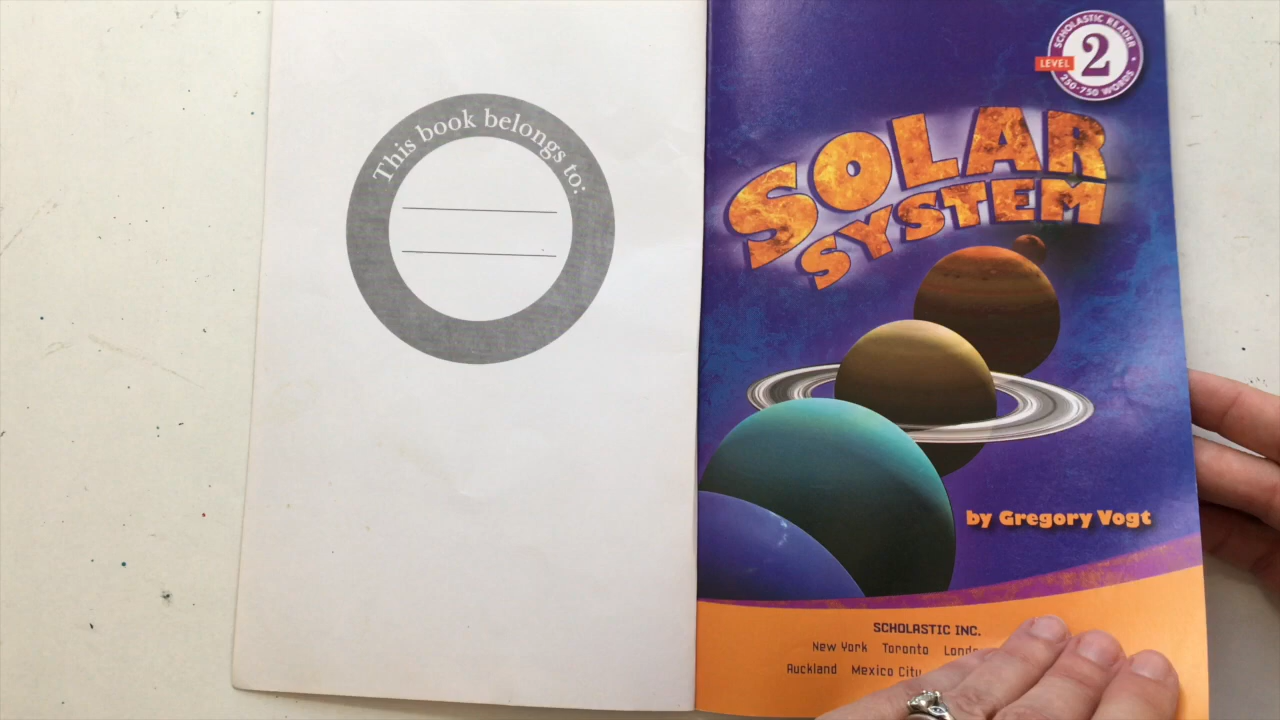 This book belongs to:
SCHOLASTIC READER
LEVEL 2
250-750 WORDS
SOLAR
SYSTEM
by Gregory Vogt
SCHOLASTIC INC.
New York Toronto
Auckland Mexico City